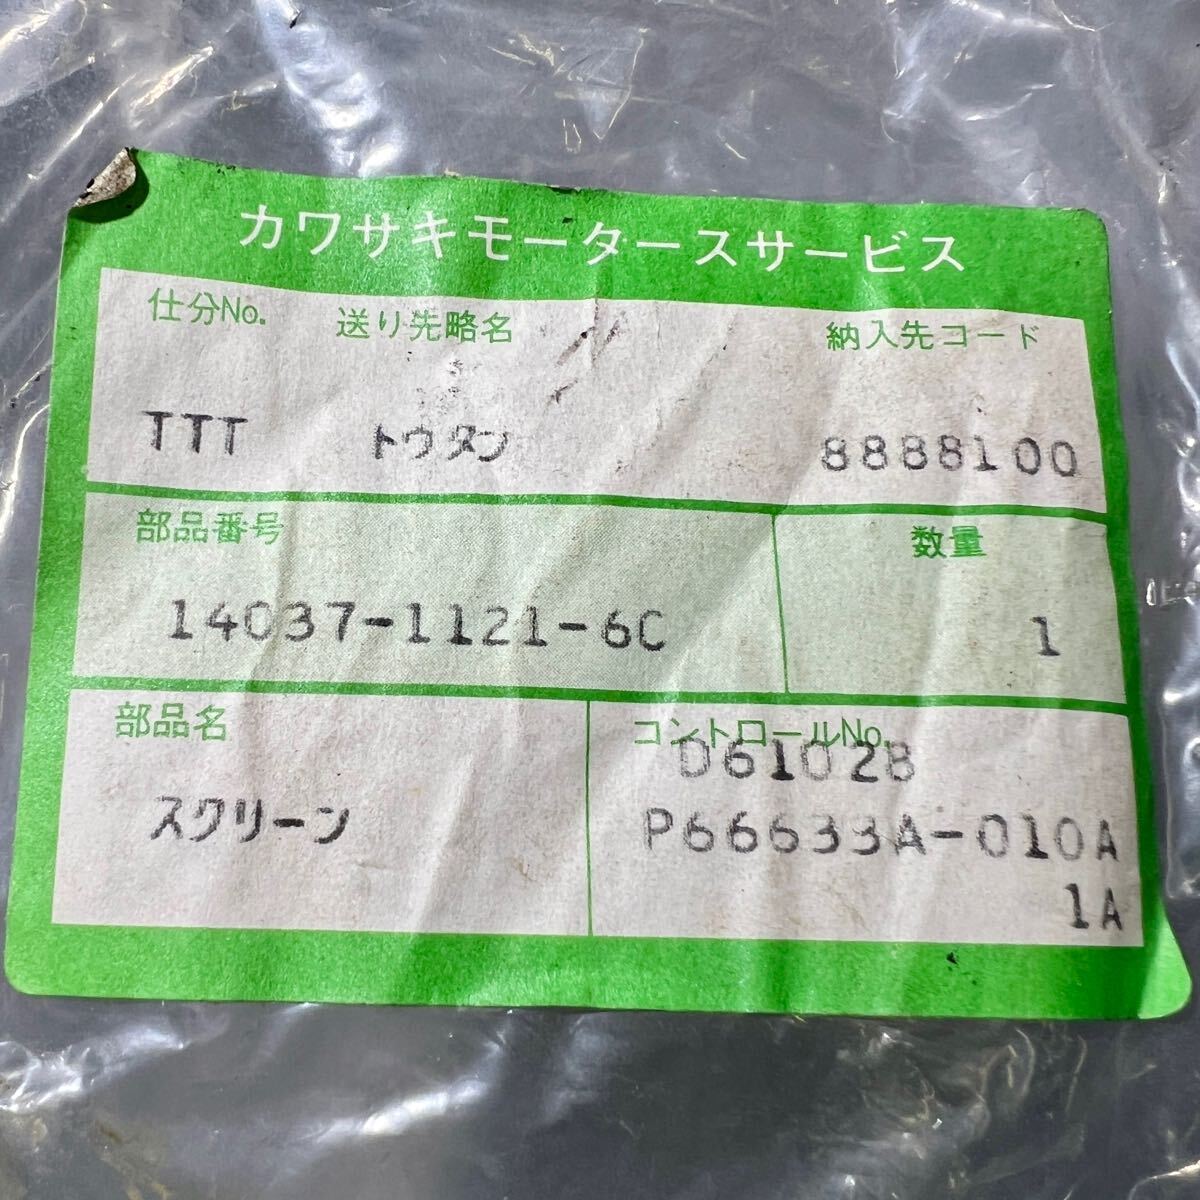 カワサキモータースサービス
仕分No. 送り先略名 納入先コード
TTT トウタン 8888100
部品番号 数量
14037-1121-6C 1
部品名 コントロールNo.
D6102B
スクリーン P66633A-010A
1A